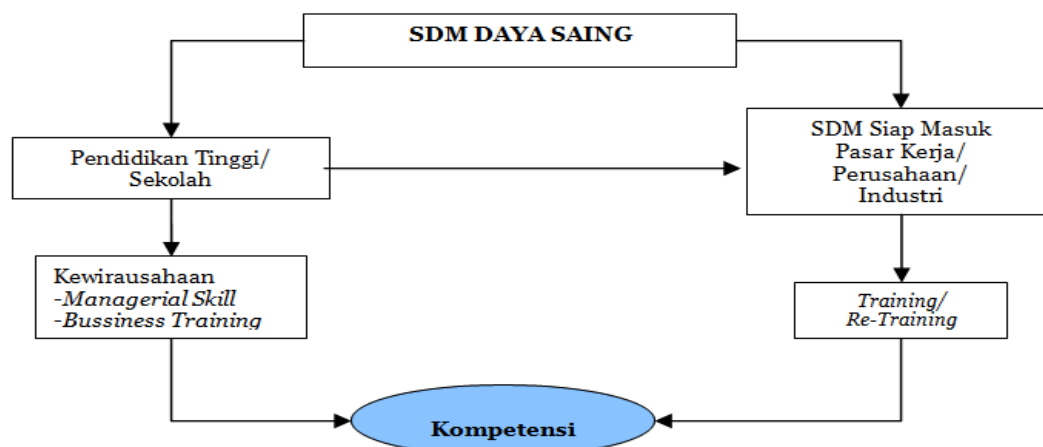 SDM DAYA SAING
Pendidikan Tinggi/
Sekolah
SDM Siap Masuk
Pasar Kerja/
Perusahaan/
Industri
Kewirausahaan
-Managerial Skill
-Bussiness Training
Training/
Re-Training
Kompetensi